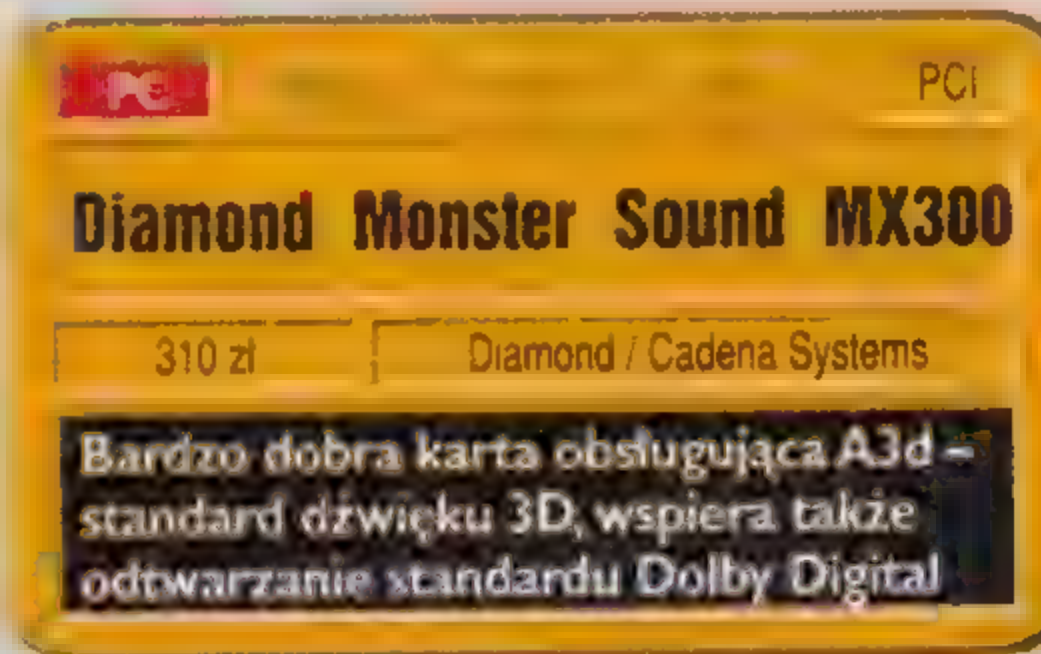 PC
PCI
Diamond Monster Sound MX300
310 zł
Diamond / Cadena Systems
Bardzo dobra karta obsługująca A3d –
standard dźwięku 3D, wspiera także
odtwarzanie standardu Dolby Digital